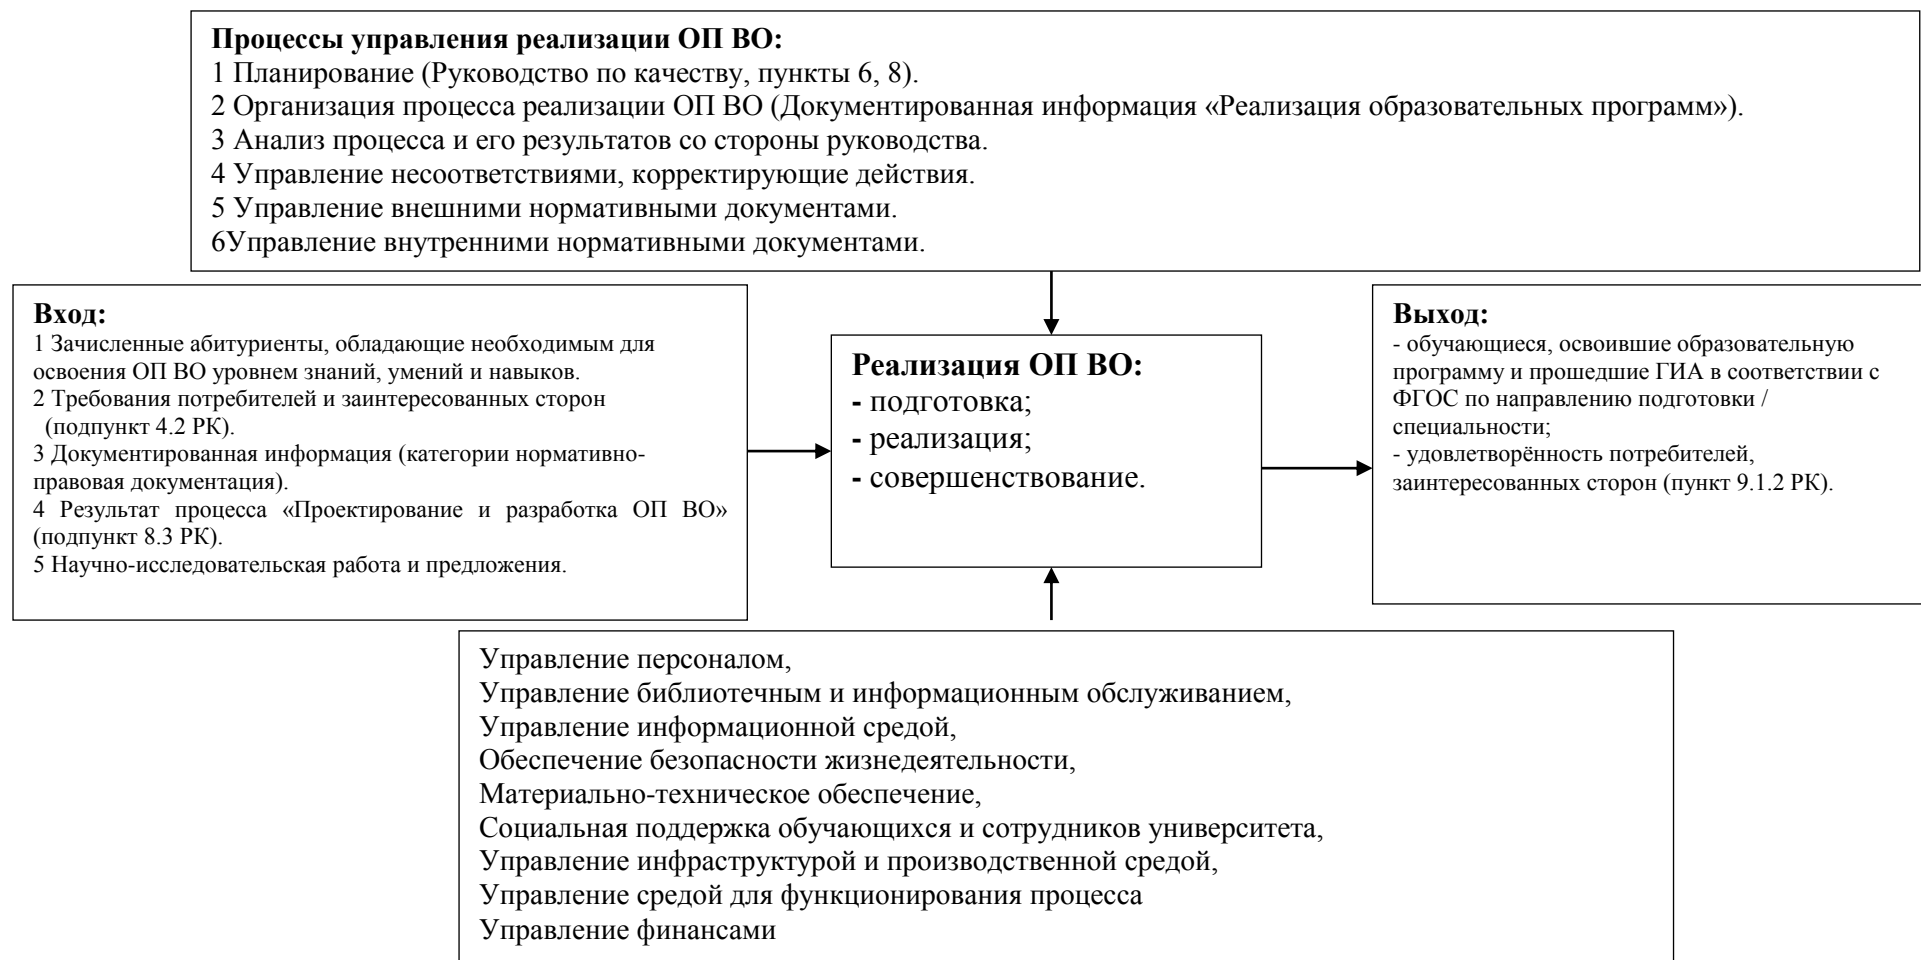 Процессы управления реализации ОП ВО:
1 Планирование (Руководство по качеству, пункты 6, 8).
2 Организация процесса реализации ОП ВО (Документированная информация «Реализация образовательных программ»).
3 Анализ процесса и его результатов со стороны руководства.
4 Управление несоответствиями, корректирующие действия.
5 Управление внешними нормативными документами.
6Управление внутренними нормативными документами.
Вход:
1 Зачисленные абитуриенты, обладающие необходимым для
освоения ОП ВО уровнем знаний, умений и навыков.
2 Требования потребителей и заинтересованных сторон
(подпункт 4.2 РК).
3 Документированная информация (категории нормативно-
правовая документация).
4 Результат процесса «Проектирование и разработка ОП ВО»
(подпункт 8.3 РК).
5 Научно-исследовательская работа и предложения.
Реализация ОП ВО:
- подготовка;
- реализация;
- совершенствование.
Выход:
- обучающиеся, освоившие образовательную
программу и прошедшие ГИА в соответствии с
ФГОС по направлению подготовки /
специальности;
- удовлетворённость потребителей,
заинтересованных сторон (пункт 9.1.2 РК).
Управление персоналом,
Управление библиотечным и информационным обслуживанием,
Управление информационной средой,
Обеспечение безопасности жизнедеятельности,
Материально-техническое обеспечение,
Социальная поддержка обучающихся и сотрудников университета,
Управление инфраструктурой и производственной средой,
Управление средой для функционирования процесса
Управление финансами